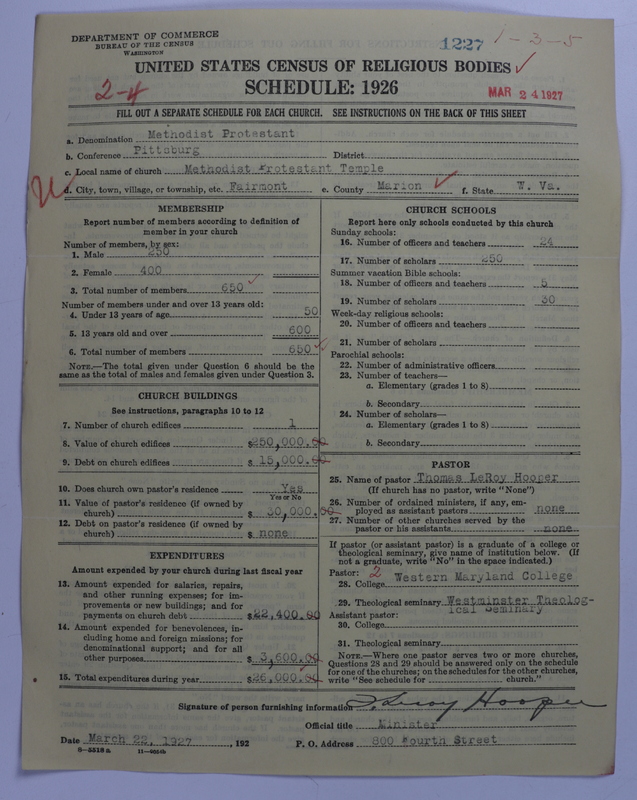 DEPARTMENT OF COMMERCE
BUREAU OF THE CENSUS
WASHINGTON
1227
1-3-5
UNITED STATES CENSUS OF RELIGIOUS BODIES
2-4
SCHEDULE: 1926
MAR 24 1927
FILL OUT A SEPARATE SCHEDULE FOR EACH CHURCH. SEE INSTRUCTIONS ON THE BACK OF THIS SHEET
a. Denomination Methodist Protestant
b. Conference Pittsburg District
c. Local name of church Methodist Protestant Temple
d. City, town, village, or township, etc. Fairmont e. County Marion f. State W. Va.
MEMBERSHIP
Report number of members according to definition of
member in your church
Number of members, by sex:
1. Male 250
2. Female 400
3. Total number of members 650
Number of members under and over 13 years old:
4. Under 13 years of age 50
5. 13 years old and over 600
6. Total number of members 650
NOTE.—The total given under Question 6 should be the
same as the total of males and females given under Question 3.
CHURCH BUILDINGS
See instructions, paragraphs 10 to 12
7. Number of church edifices 1
8. Value of church edifices $250,000.00
9. Debt on church edifices $ 15,000.00
10. Does church own pastor's residence Yes
Yes or No
11. Value of pastor's residence (if owned by
church) $ 30,000.00
12. Debt on pastor's residence (if owned by
church) $ none
EXPENDITURES
Amount expended by your church during last fiscal year
13. Amount expended for salaries, repairs,
and other running expenses; for im-
provements or new buildings; and for
payments on church debt $22,400.00
14. Amount expended for benevolences, in-
cluding home and foreign missions; for
denominational support; and for all
other purposes $ 3,600.00
15. Total expenditures during year $26,000.00
CHURCH SCHOOLS
Report here only schools conducted by this church
Sunday schools:
16. Number of officers and teachers 24
17. Number of scholars 250
Summer vacation Bible schools:
18. Number of officers and teachers 5
19. Number of scholars 30
Week-day religious schools:
20. Number of officers and teachers
21. Number of scholars
Parochial schools:
22. Number of administrative officers
23. Number of teachers—
a. Elementary (grades 1 to 8)
b. Secondary
24. Number of scholars—
a. Elementary (grades 1 to 8)
b. Secondary
PASTOR
25. Name of pastor Thomas LeRoy Hooper
(If church has no pastor, write "None")
26. Number of ordained ministers, if any, em-
ployed as assistant pastors none
27. Number of other churches served by the
pastor or his assistants none
If pastor (or assistant pastor) is a graduate of a college or
theological seminary, give name of institution below. (If
not a graduate, write "No" in the space indicated.)
Pastor: 2
28. College Western Maryland College
29. Theological seminary Westminster Theolog-
ical Seminary
Assistant pastor:
30. College
31. Theological seminary
NOTE.—Where one pastor serves two or more churches,
Questions 28 and 29 should be answered only on the schedule
for one of the churches; on the schedules for the other churches,
write "See schedule for church."
Signature of person furnishing information T. Leroy Hooper
Official title Minister
Date March 22, 1927, 192 P. O. Address 800 Fourth Street
8-5518a 11-9554b